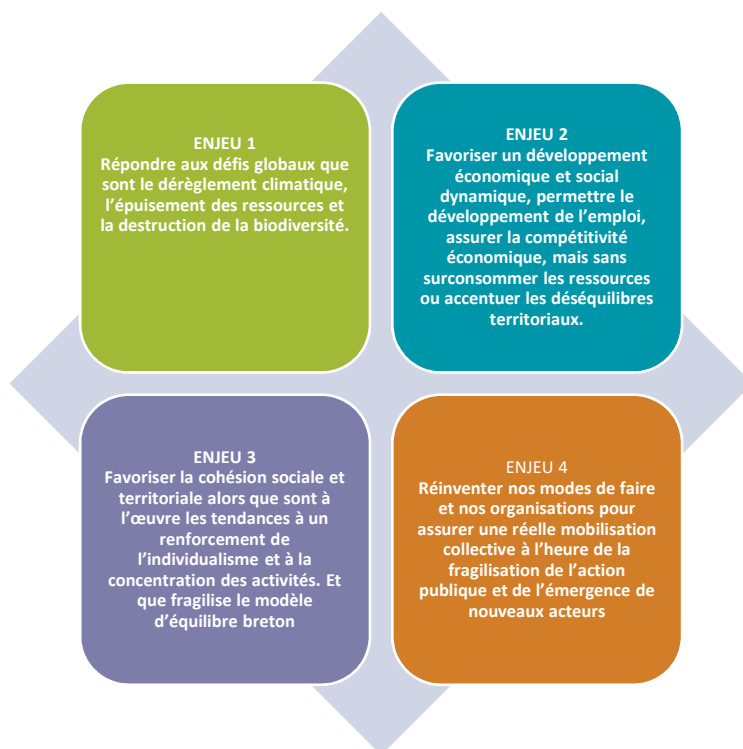 ENJEU 1
Répondre aux défis globaux que
sont le dérèglement climatique,
l’épuisement des ressources et
la destruction de la biodiversité.
ENJEU 2
Favoriser un développement
économique et social
dynamique, permettre le
développement de l’emploi,
assurer la compétitivité
économique, mais sans
surconsommer les ressources
ou accentuer les déséquilibres
territoriaux.
ENJEU 3
Favoriser la cohésion sociale et
territoriale alors que sont à
l’œuvre les tendances à un
renforcement de
l’individualisme et à la
concentration des activités. Et
que fragilise le modèle
d’équilibre breton
ENJEU 4
Réinventer nos modes de faire
et nos organisations pour
assurer une réelle mobilisation
collective à l’heure de la
fragilisation de l’action
publique et de l’émergence de
nouveaux acteurs